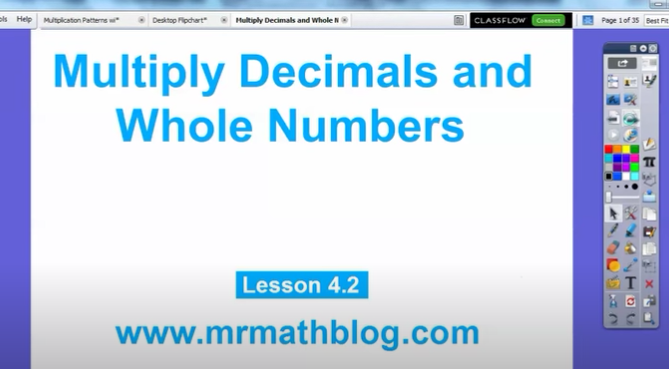 ols Help Multiplication Patterns wi* Desktop Flipchart* Multiply Decimals and Whole N CLASSFLOW Connect Page 1 of 35 Best Fit
Multiply Decimals and
Whole Numbers
Lesson 4.2
www.mrmathblog.com
π
T